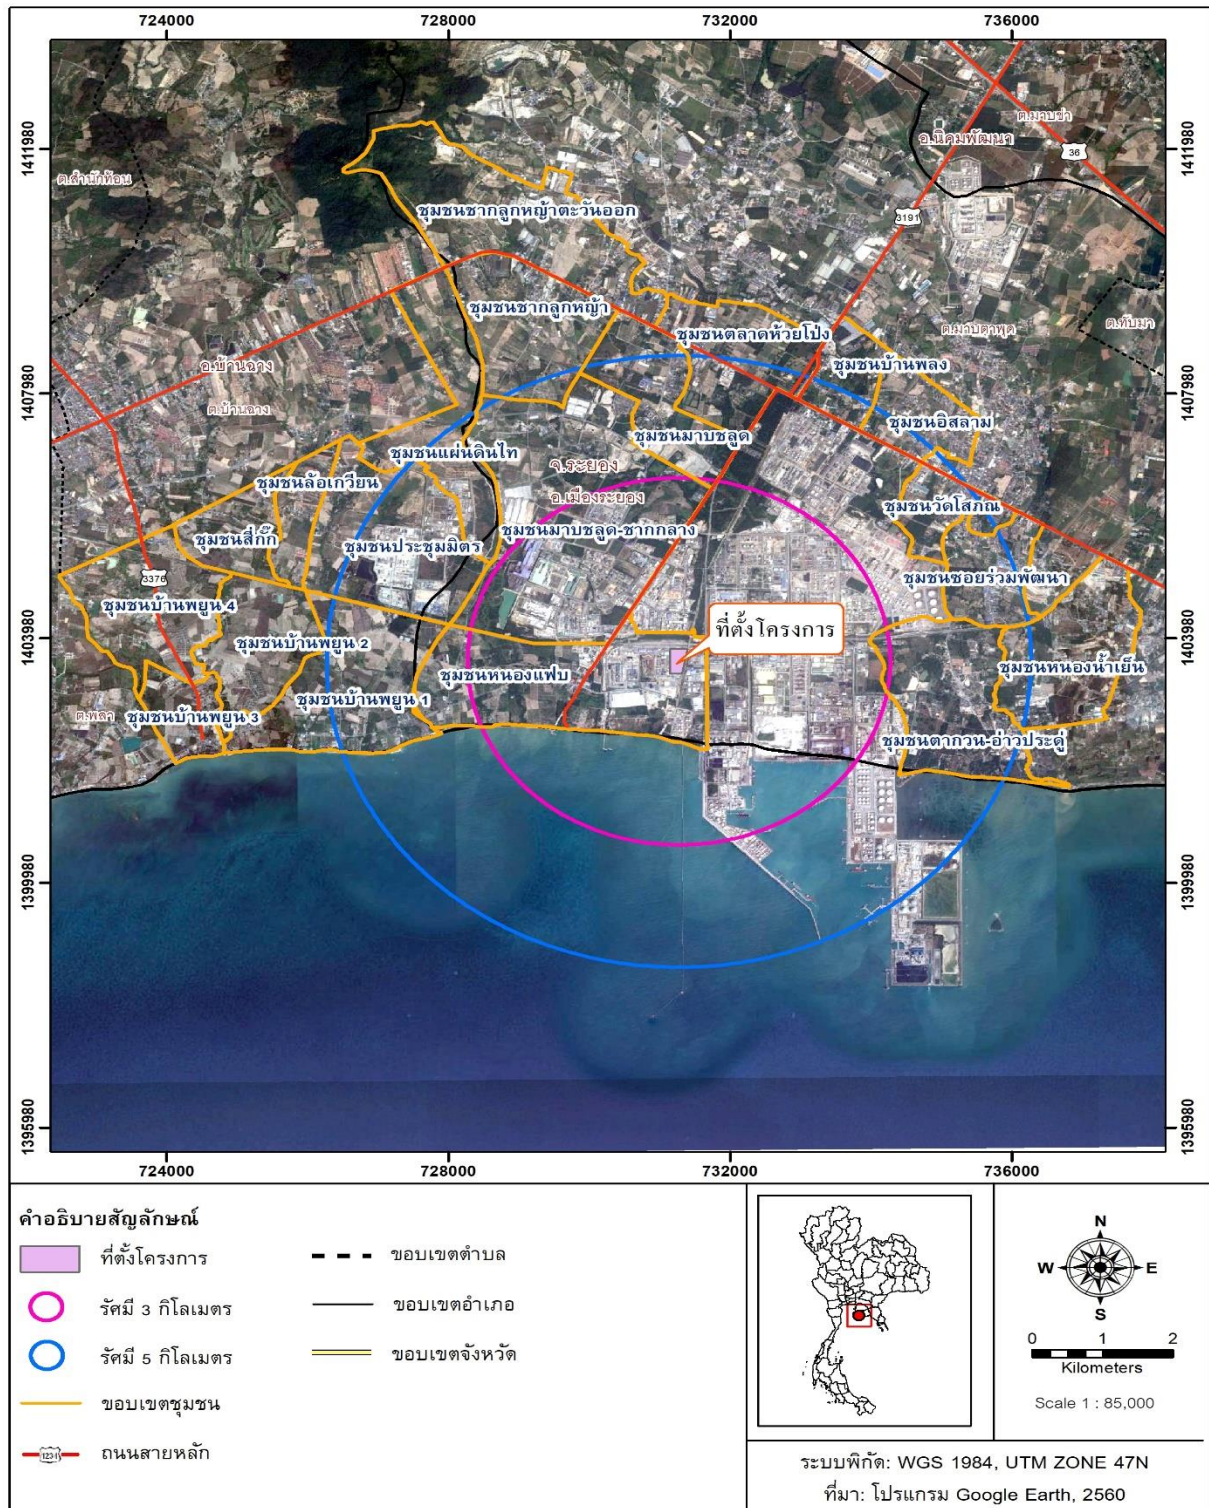 724000
728000
732000
736000
1411980
1411980
ต.มาบข่า
อ.นิคมพัฒนา
36
ต.สำนักท้อน
ชุมชนชากลูกหญ้าตะวันออก
3191
ชุมชนชากลูกหญ้า
ชุมชนตลาดห้วยโป่ง
ต.มาบตาพุด
ต.ทับมา
อ.บ้านฉาง
ชุมชนบ้านพลง
1407980
1407980
ต.บ้านฉาง
ชุมชนอิสลาม
ชุมชนมาบชลูด
ชุมชนแผ่นดินไท
จ.ระยอง
ชุมชนล้อเกวียน
อ.เมืองระยอง
ชุมชนวัดโสภณ
ชุมชนมาบชลูด-ชากกลาง
ชุมชนสี่กั๊ก
ชุมชนประชุมมิตร
3376
ชุมชนซอยร่วมพัฒนา
ชุมชนบ้านพยูน 4
ที่ตั้งโครงการ
1403980
1403980
ชุมชนบ้านพยูน 2
ชุมชนหนองน้ำเย็น
ชุมชนหนองแฟบ
ชุมชนบ้านพยูน 1
ต.พลา
ชุมชนบ้านพยูน 3
ชุมชนตากวน-อ่าวประดู่
1399980
1399980
1395980
1395980
724000
728000
732000
736000
คำอธิบายสัญลักษณ์
ที่ตั้งโครงการ
รัศมี 3 กิโลเมตร
รัศมี 5 กิโลเมตร
ขอบเขตชุมชน
1234
ถนนสายหลัก
ขอบเขตตำบล
ขอบเขตอำเภอ
ขอบเขตจังหวัด
N
W
E
S
0 1 2
Kilometers
Scale 1 : 85,000
ระบบพิกัด: WGS 1984, UTM ZONE 47N
ที่มา: โปรแกรม Google Earth, 2560